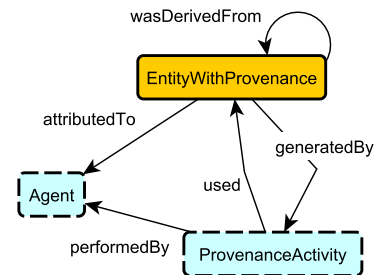 wasDerivedFrom
EntityWithProvenance
attributedTo
generatedBy
used
Agent
performedBy
ProvenanceActivity